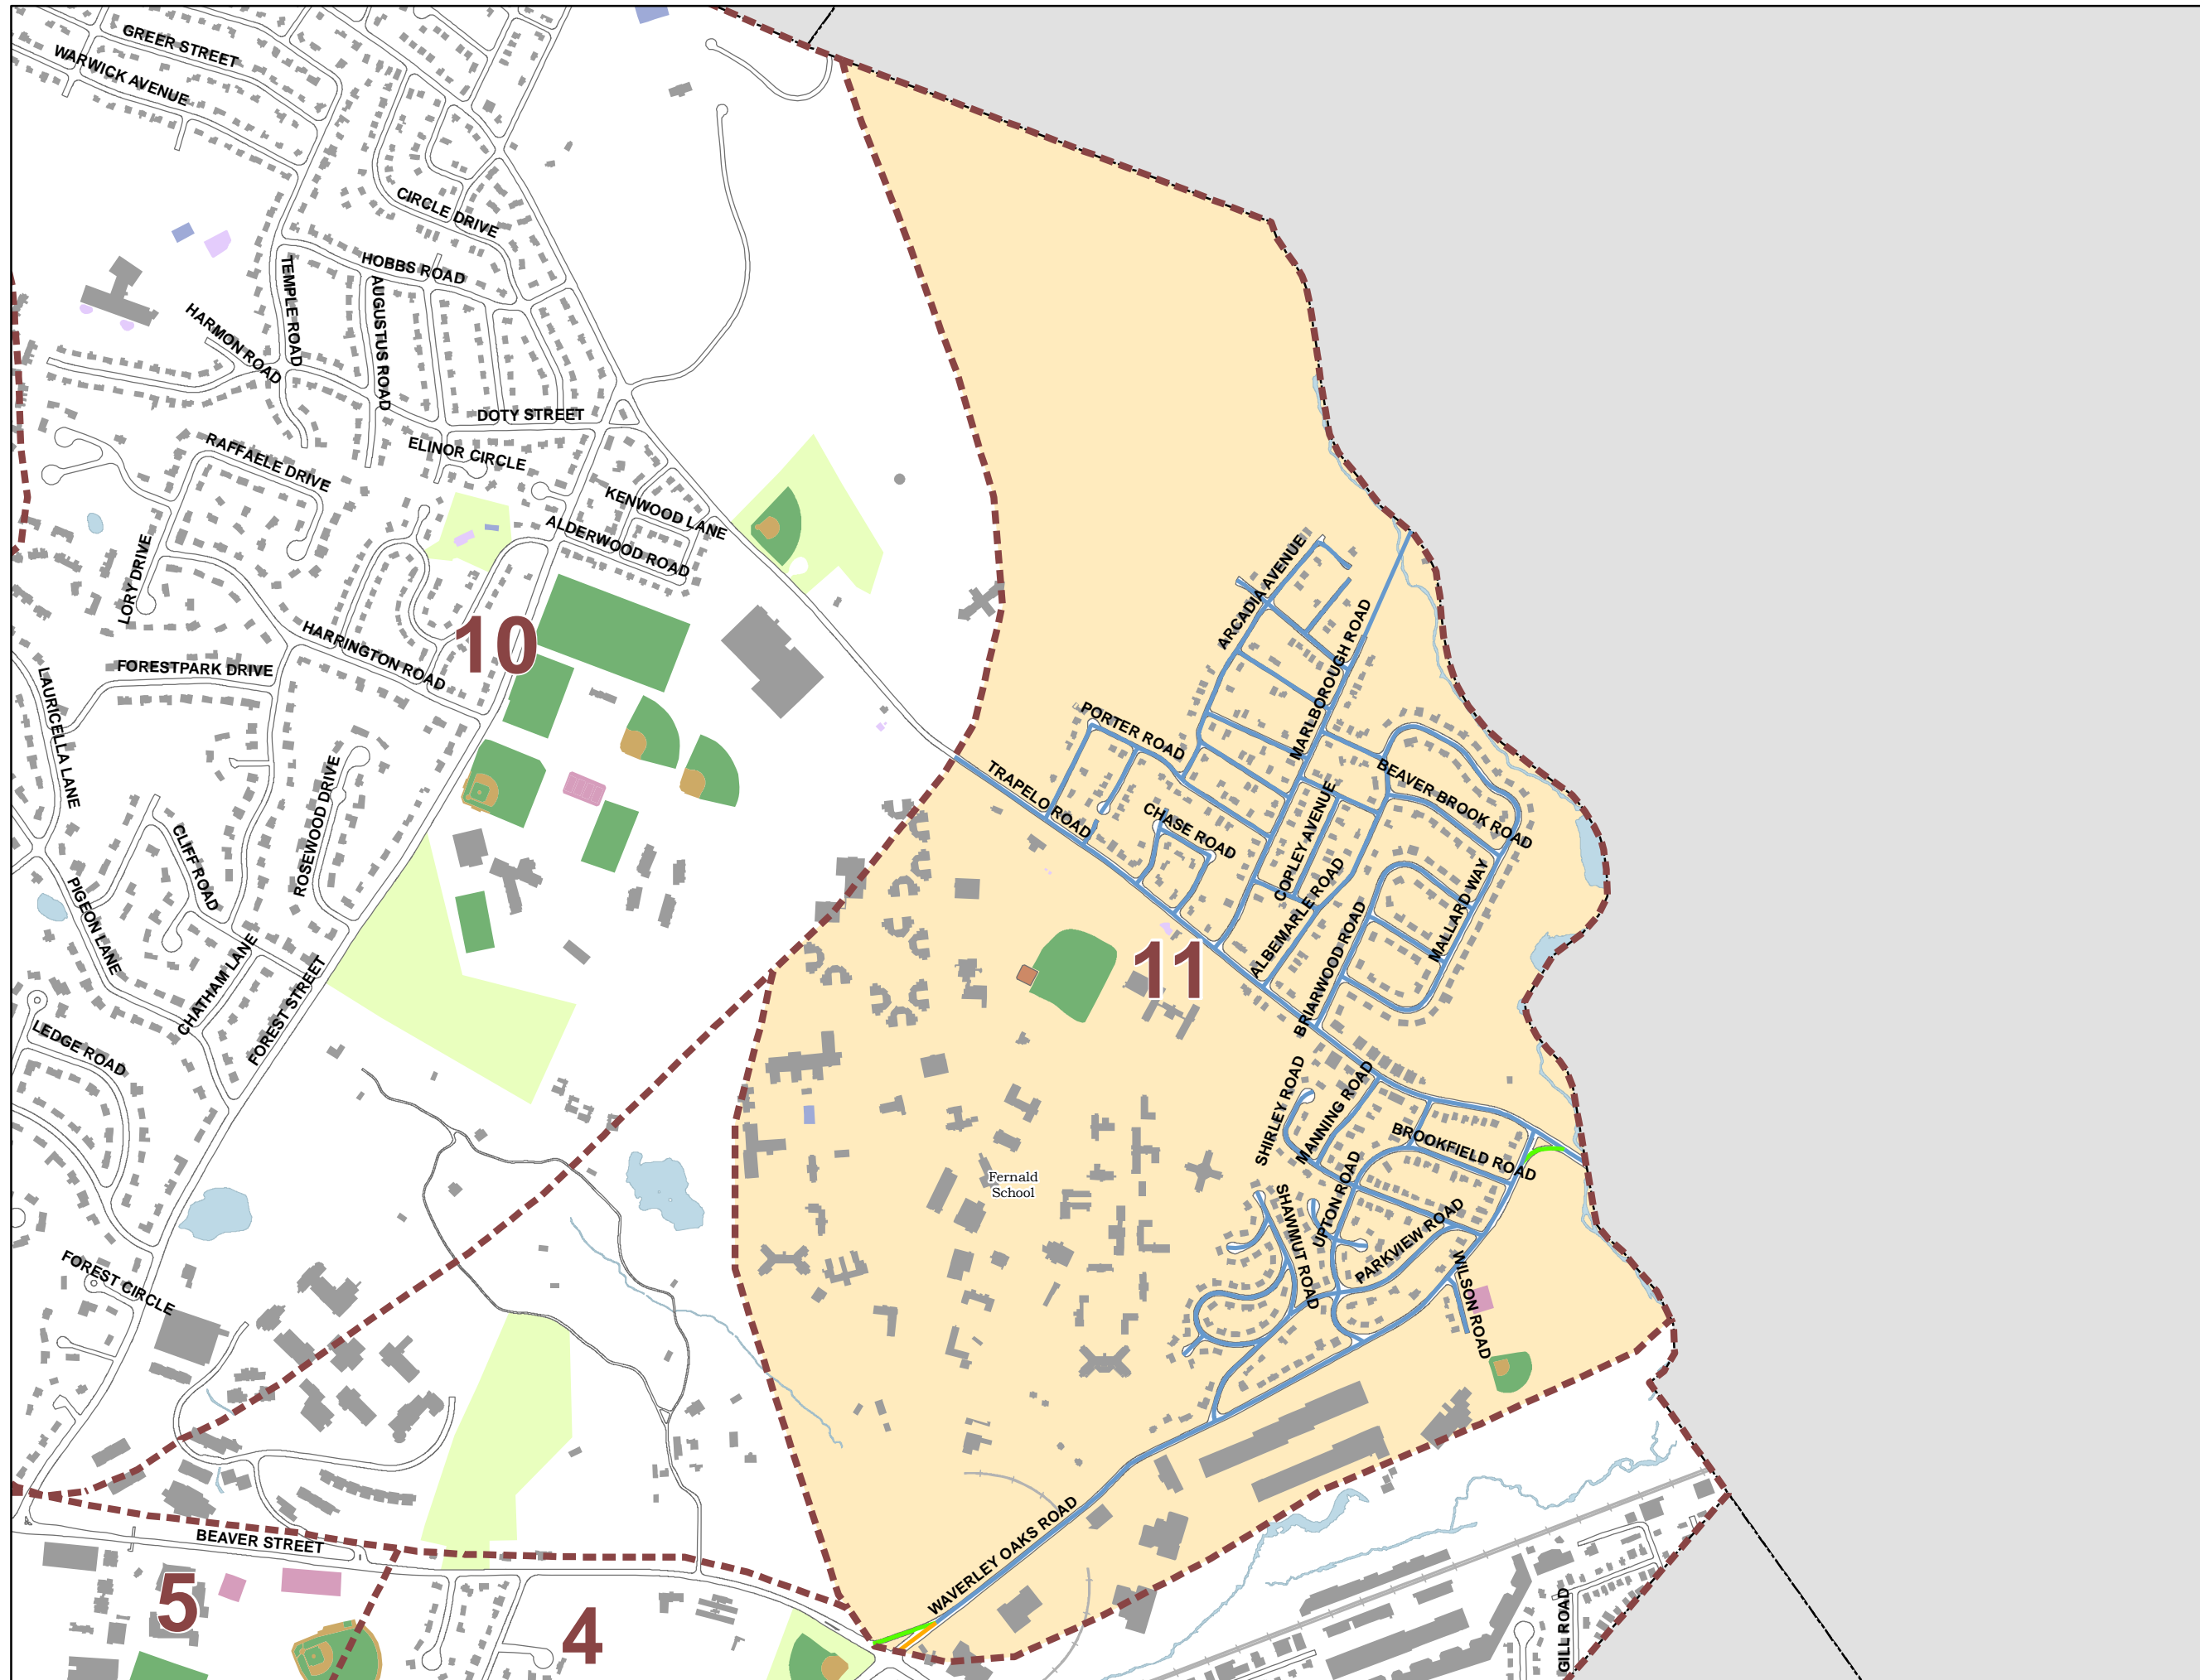 GREER STREET
WARWICK AVENUE
CIRCLE DRIVE
HOBBS ROAD
TEMPLE ROAD
AUGUSTUS ROAD
HARMON ROAD
DOTY STREET
ELINOR CIRCLE
RAFFAELE DRIVE
KENWOOD LANE
ALDERWOOD ROAD
LORY DRIVE
ARCADIA AVENUE
HARRINGTON ROAD
10
FORESTPARK DRIVE
LAURICELLA LANE
MARLBOROUGH ROAD
PORTER ROAD
TRAPELO ROAD
ROSEWOOD DRIVE
CLIFF ROAD
CHASE ROAD
COPLEY AVENUE
BEAVER BROOK ROAD
PIGEON LANE
ALBEMARLE ROAD
MALLARD WAY
BRIARWOOD ROAD
11
CHATHAM LANE
FOREST STREET
LEDGE ROAD
SHIRLEY ROAD
MANNING ROAD
BROOKFIELD ROAD
Fernald
School
SHAWMUT ROAD
UPTON ROAD
PARKVIEW ROAD
WILSON ROAD
FOREST CIRCLE
WAVERLEY OAKS ROAD
BEAVER STREET
5
4
GILL ROAD